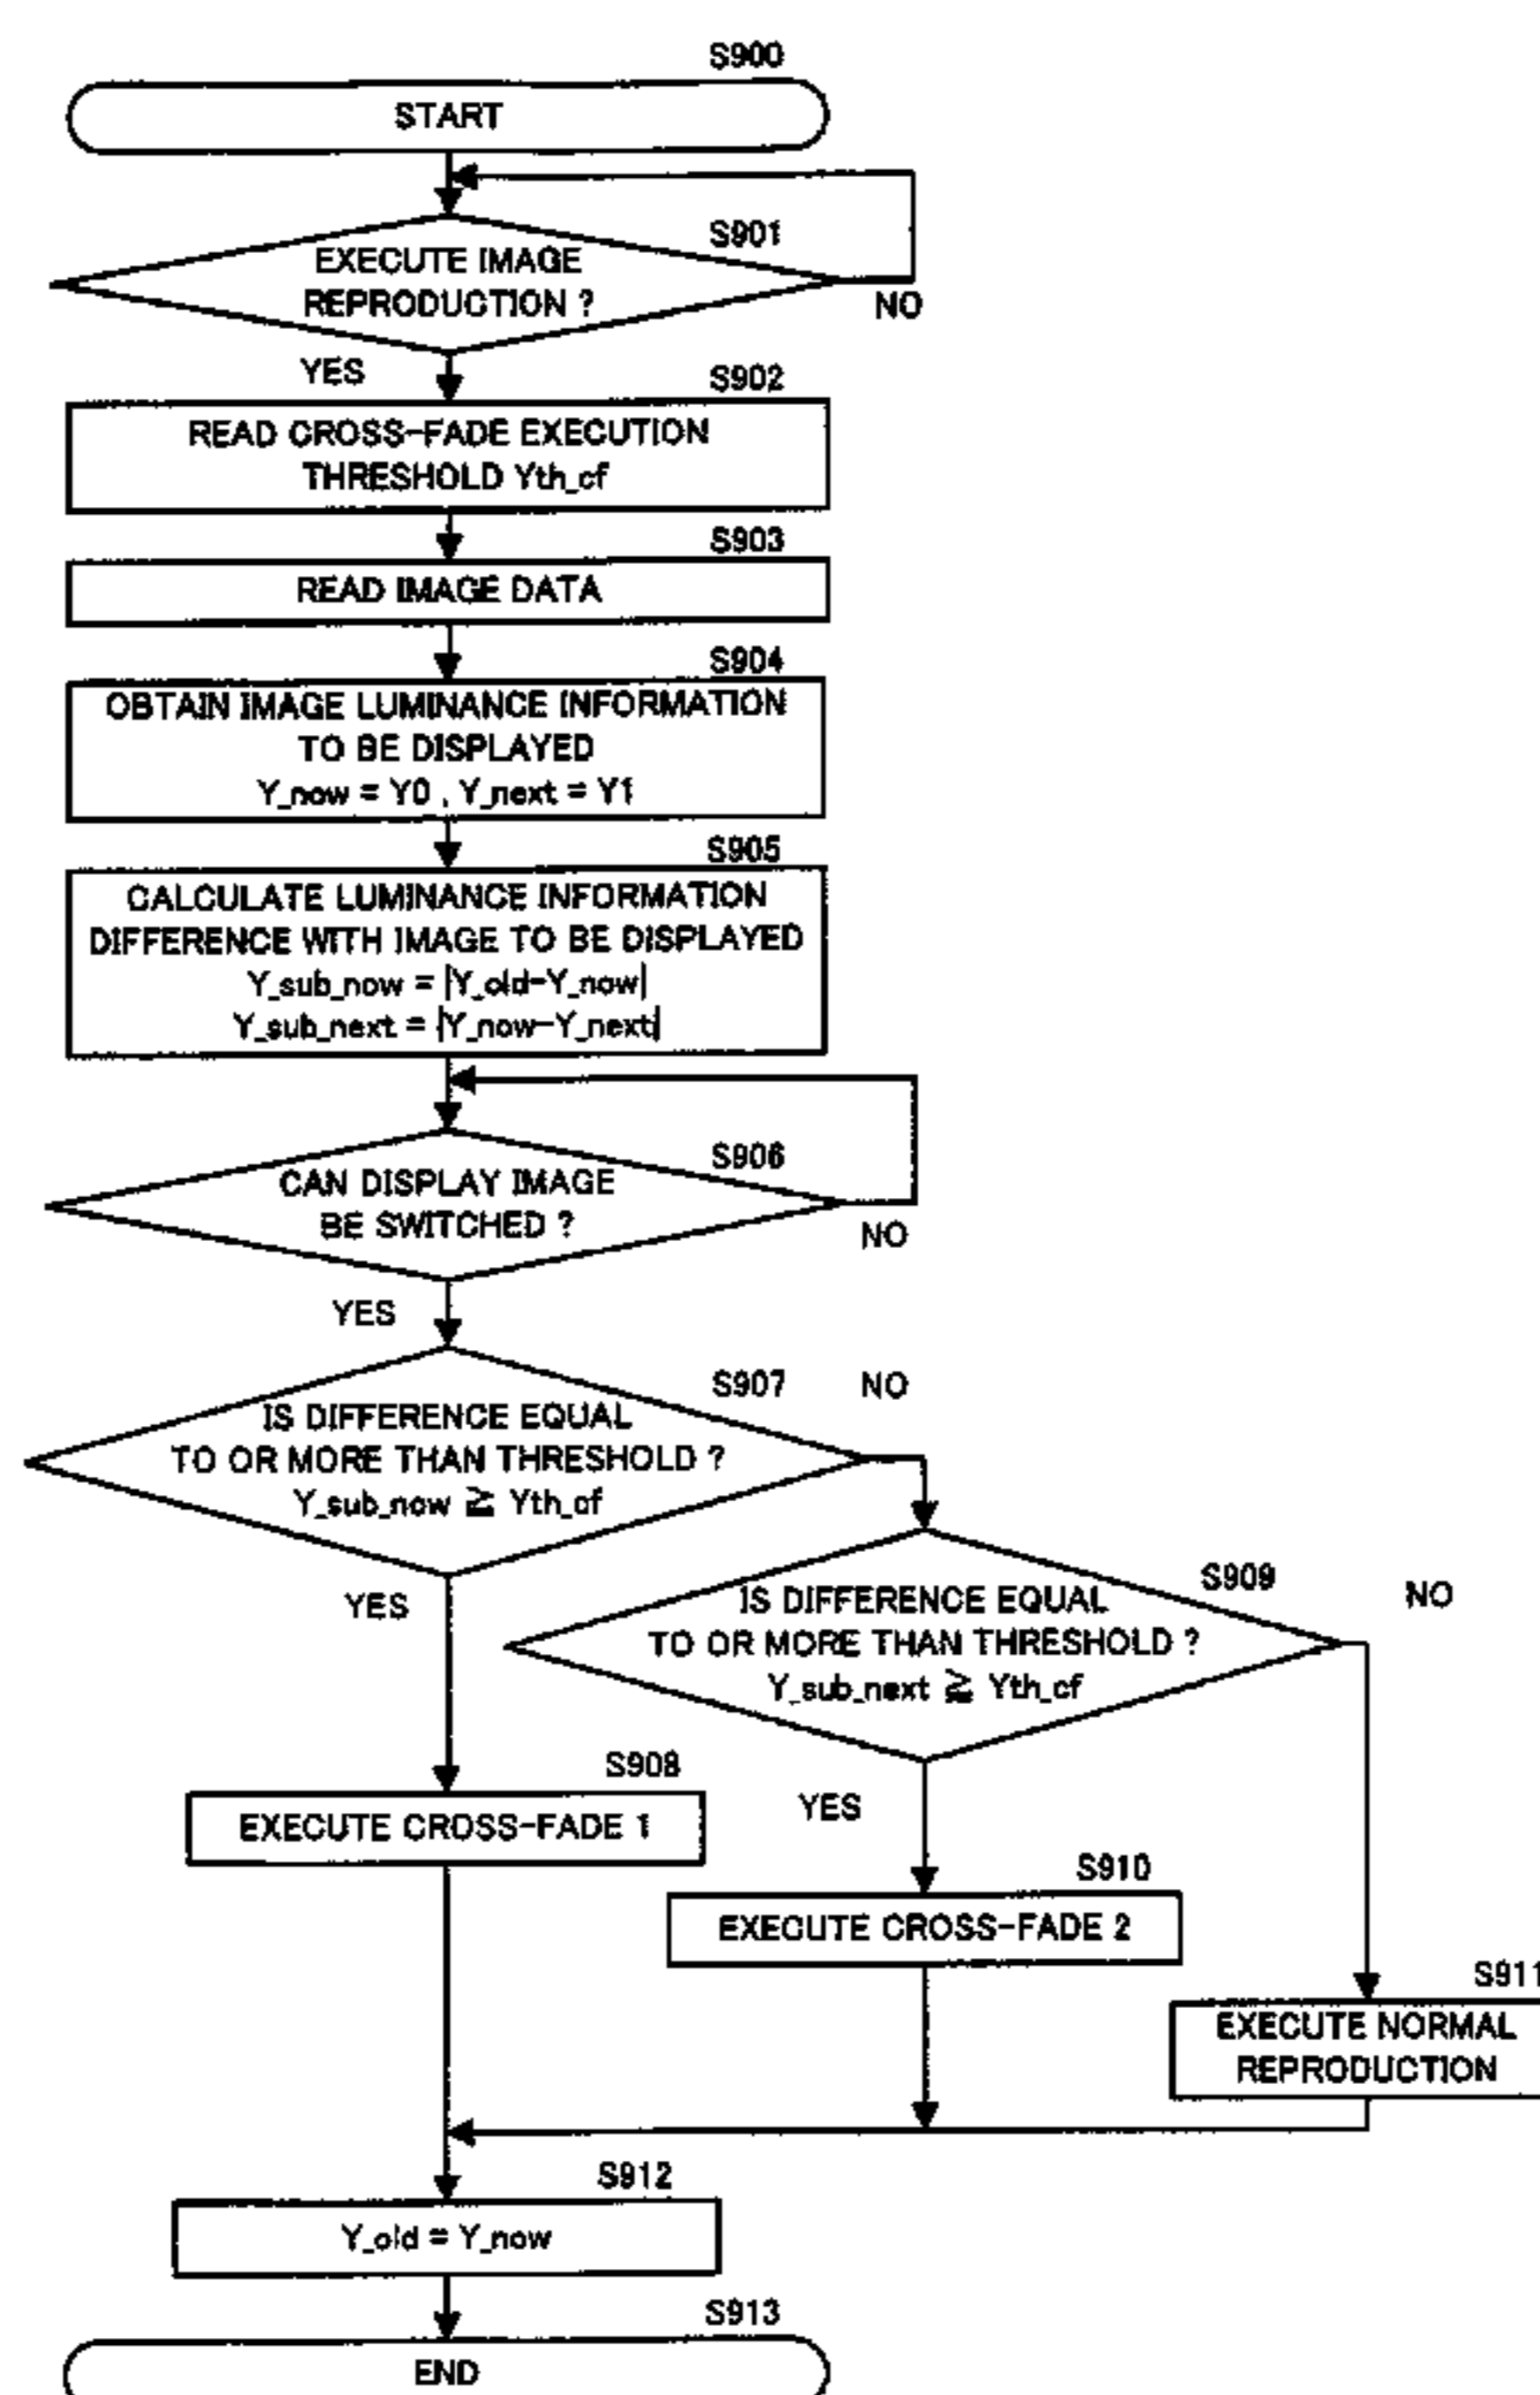 S900
START
S901
EXECUTE IMAGE
REPRODUCTION ?
NO
YES
S902
READ CROSS-FADE EXECUTION
THRESHOLD Yth_cf
S903
READ IMAGE DATA
S904
OBTAIN IMAGE LUMINANCE INFORMATION
TO BE DISPLAYED
Y_now = Y0 , Y_next = Y1
S905
CALCULATE LUMINANCE INFORMATION
DIFFERENCE WITH IMAGE TO BE DISPLAYED
Y_sub_now = |Y_old-Y_now|
Y_sub_next = |Y_now-Y_next|
S906
CAN DISPLAY IMAGE
BE SWITCHED ?
NO
YES
S907
NO
IS DIFFERENCE EQUAL
TO OR MORE THAN THRESHOLD ?
Y_sub_now ≧ Yth_cf
YES
S909
NO
IS DIFFERENCE EQUAL
TO OR MORE THAN THRESHOLD ?
Y_sub_next ≧ Yth_cf
S908
EXECUTE CROSS-FADE 1
YES
S910
EXECUTE CROSS-FADE 2
S911
EXECUTE NORMAL
REPRODUCTION
S912
Y_old = Y_now
S913
END